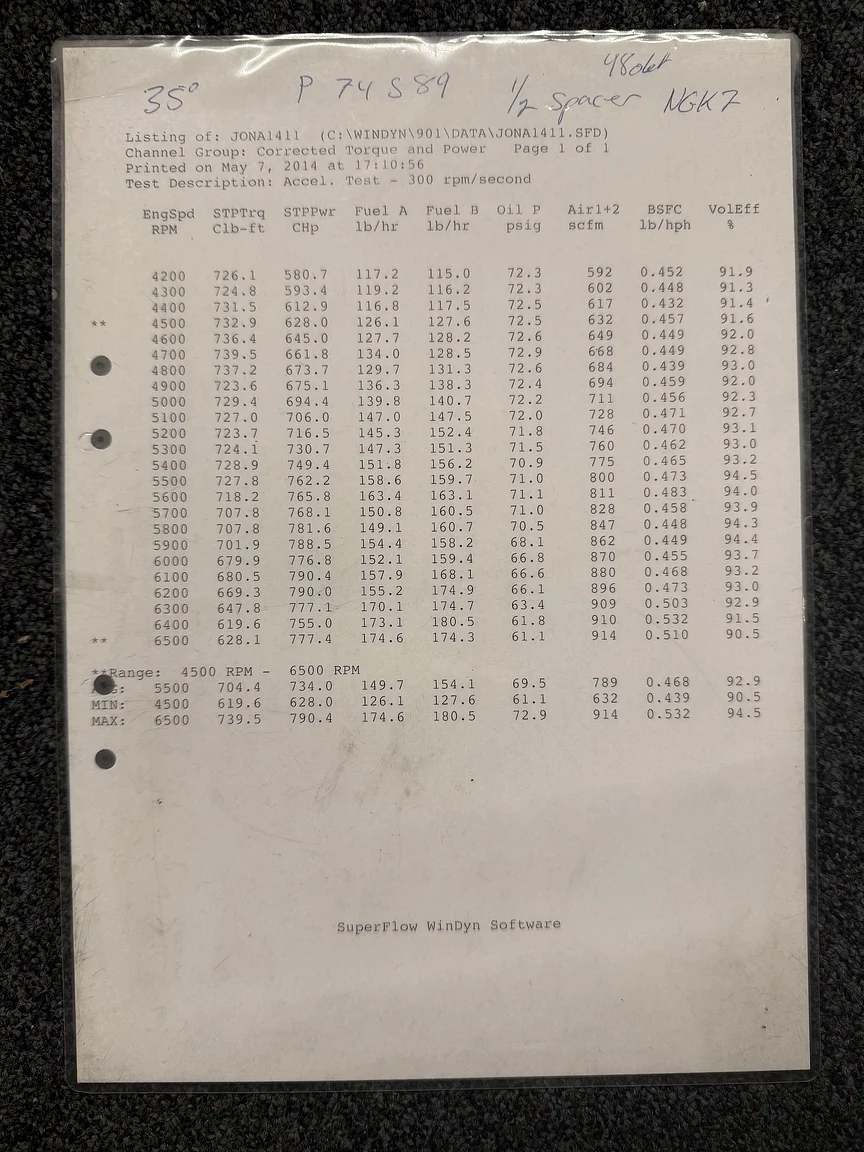 48okt
35° P 74 S 89 1/2 spacer NGK 7
Listing of: JONA1411 (C:\WINDYN\901\DATA\JONA1411.SFD)
Channel Group: Corrected Torque and Power Page 1 of 1
Printed on May 7, 2014 at 17:10:56
Test Description: Accel. Test - 300 rpm/second
EngSpd STPTrq STPPwr Fuel A Fuel B Oil P Air1+2 BSFC VolEff
RPM Clb-ft CHp lb/hr lb/hr psig scfm lb/hph %
4200 726.1 580.7 117.2 115.0 72.3 592 0.452 91.9
4300 724.8 593.4 119.2 116.2 72.3 602 0.448 91.3
4400 731.5 612.9 116.8 117.5 72.5 617 0.432 91.4
** 4500 732.9 628.0 126.1 127.6 72.5 632 0.457 91.6
4600 736.4 645.0 127.7 128.2 72.6 649 0.449 92.0
4700 739.5 661.8 134.0 128.5 72.9 668 0.449 92.8
4800 737.2 673.7 129.7 131.3 72.6 684 0.439 93.0
4900 723.6 675.1 136.3 138.3 72.4 694 0.459 92.0
5000 729.4 694.4 139.8 140.7 72.2 711 0.456 92.3
5100 727.0 706.0 147.0 147.5 72.0 728 0.471 92.7
5200 723.7 716.5 145.3 152.4 71.8 746 0.470 93.1
5300 724.1 730.7 147.3 151.3 71.5 760 0.462 93.0
5400 728.9 749.4 151.8 156.2 70.9 775 0.465 93.2
5500 727.8 762.2 158.6 159.7 71.0 800 0.473 94.5
5600 718.2 765.8 163.4 163.1 71.1 811 0.483 94.0
5700 707.8 768.1 150.8 160.5 71.0 828 0.458 93.9
5800 707.8 781.6 149.1 160.7 70.5 847 0.448 94.3
5900 701.9 788.5 154.4 158.2 68.1 862 0.449 94.4
6000 679.9 776.8 152.1 159.4 66.8 870 0.455 93.7
6100 680.5 790.4 157.9 168.1 66.6 880 0.468 93.2
6200 669.3 790.0 155.2 174.9 66.1 896 0.473 93.0
6300 647.8 777.1 170.1 174.7 63.4 909 0.503 92.9
6400 619.6 755.0 173.1 180.5 61.8 910 0.532 91.5
** 6500 628.1 777.4 174.6 174.3 61.1 914 0.510 90.5
**Range: 4500 RPM - 6500 RPM
5500 704.4 734.0 149.7 154.1 69.5 789 0.468 92.9
MIN: 4500 619.6 628.0 126.1 127.6 61.1 632 0.439 90.5
MAX: 6500 739.5 790.4 174.6 180.5 72.9 914 0.532 94.5
SuperFlow WinDyn Software